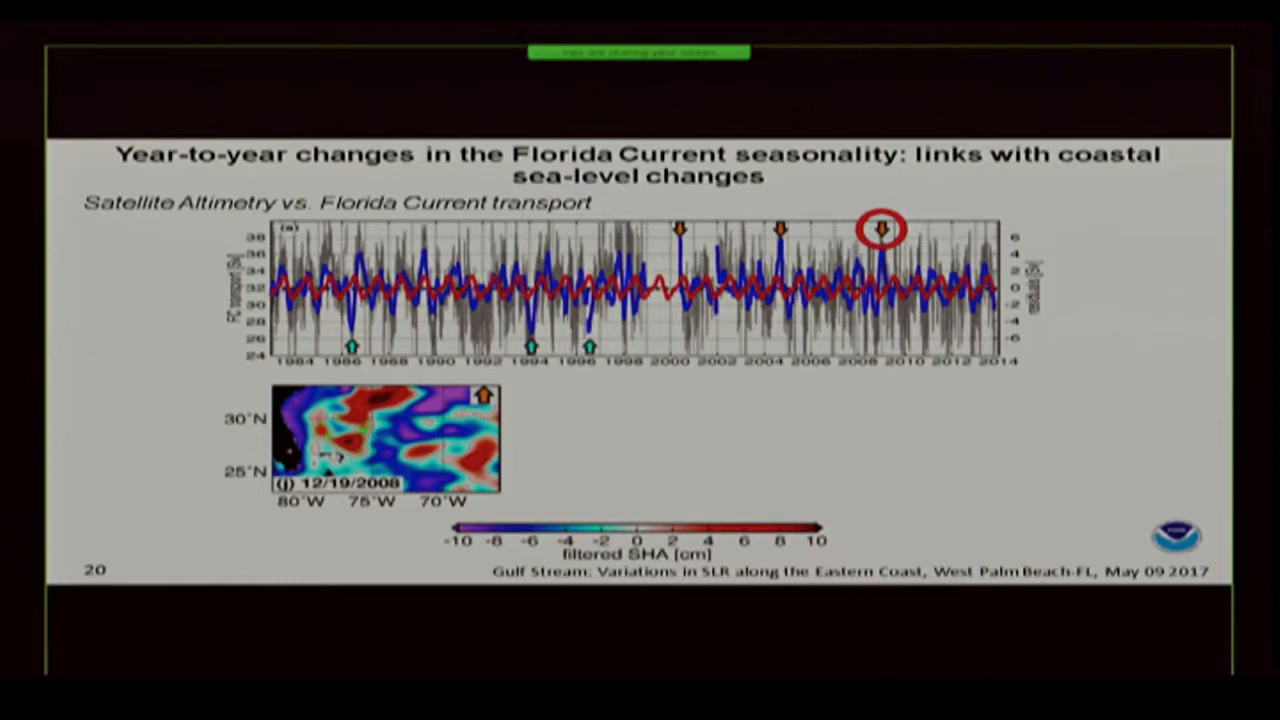 Year-to-year changes in the Florida Current seasonality: links with coastal
sea-level changes
Satellite Altimetry vs. Florida Current transport
(a)
38
36
34
32
30
28
26
24
FC transport [Sv]
6
4
2
0
-2
-4
-6
[Sv]
1984 1986 1988 1990 1992 1994 1996 1998 2000 2002 2004 2006 2008 2010 2012 2014
30°N
25°N
(j) 12/19/2008
80°W 75°W 70°W
-10 -8 -6 -4 -2 0 2 4 6 8 10
filtered SHA [cm]
20
Gulf Stream: Variations in SLR along the Eastern Coast, West Palm Beach-FL, May 09 2017